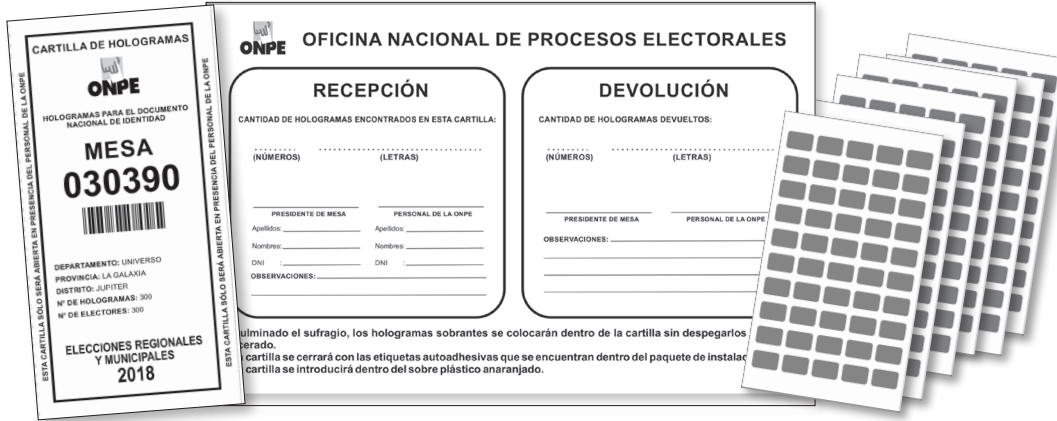 ESTA CARTILLA SÓLO SERÁ ABIERTA EN PRESENCIA DEL PERSONAL DE LA ONPE
CARTILLA DE HOLOGRAMAS
ONPE
HOLOGRAMAS PARA EL DOCUMENTO
NACIONAL DE IDENTIDAD
MESA
030390
DEPARTAMENTO: UNIVERSO
PROVINCIA: LA GALAXIA
DISTRITO: JUPITER
N° DE HOLOGRAMAS: 300
N° DE ELECTORES: 300
ELECCIONES REGIONALES
Y MUNICIPALES
2018
ESTA CARTILLA SÓLO SERÁ ABIERTA EN PRESENCIA DEL PERSONAL DE LA ONPE
ONPE OFICINA NACIONAL DE PROCESOS ELECTORALES
RECEPCIÓN
CANTIDAD DE HOLOGRAMAS ENCONTRADOS EN ESTA CARTILLA:
(NÚMEROS) (LETRAS)
PRESIDENTE DE MESA PERSONAL DE LA ONPE
Apellidos: Apellidos:
Nombres: Nombres:
DNI : DNI :
OBSERVACIONES:
DEVOLUCIÓN
CANTIDAD DE HOLOGRAMAS DEVUELTOS:
(NÚMEROS) (LETRAS)
PRESIDENTE DE MESA PERSONAL DE LA ONPE
OBSERVACIONES:
ulminado el sufragio, los hologramas sobrantes se colocarán dentro de la cartilla sin despegarlos
cerado.
cartilla se cerrará con las etiquetas autoadhesivas que se encuentran dentro del paquete de instalac
cartilla se introducirá dentro del sobre plástico anaranjado.